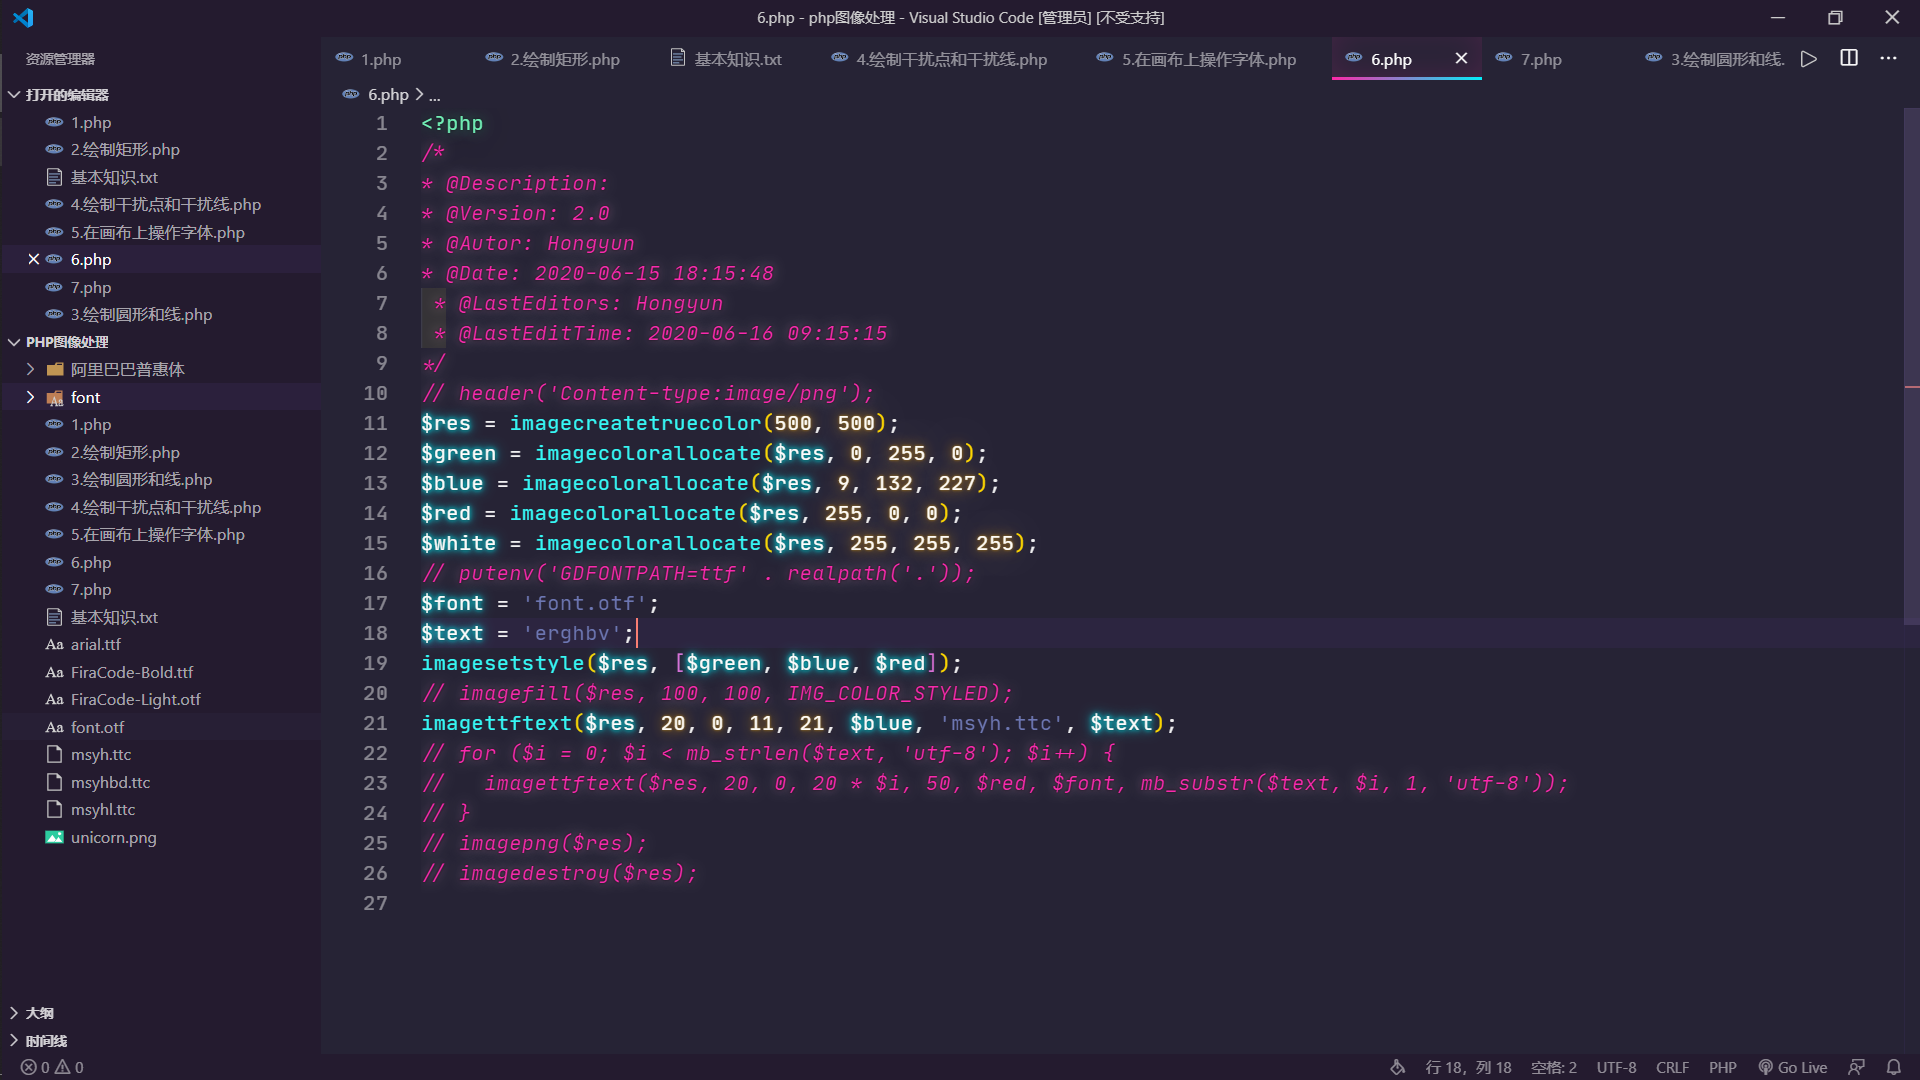 6.php - php图像处理 - Visual Studio Code [管理员] [不受支持]
资源管理器
打开的编辑器
1.php
2.绘制矩形.php
基本知识.txt
4.绘制干扰点和干扰线.php
5.在画布上操作字体.php
6.php
7.php
3.绘制圆形和线.php
PHP图像处理
阿里巴巴普惠体
font
1.php
2.绘制矩形.php
3.绘制圆形和线.php
4.绘制干扰点和干扰线.php
5.在画布上操作字体.php
6.php
7.php
基本知识.txt
Aa arial.ttf
Aa FiraCode-Bold.ttf
Aa FiraCode-Light.otf
Aa font.otf
msyh.ttc
msyhbd.ttc
msyhl.ttc
unicorn.png
大纲
时间线
1.php 2.绘制矩形.php 基本知识.txt 4.绘制干扰点和干扰线.php 5.在画布上操作字体.php 6.php 7.php 3.绘制圆形和线.
6.php > ...
1 <?php
2 /*
3 * @Description:
4 * @Version: 2.0
5 * @Autor: Hongyun
6 * @Date: 2020-06-15 18:15:48
7 * @LastEditors: Hongyun
8 * @LastEditTime: 2020-06-16 09:15:15
9 */
10 // header('Content-type:image/png');
11 $res = imagecreatetruecolor(500, 500);
12 $green = imagecolorallocate($res, 0, 255, 0);
13 $blue = imagecolorallocate($res, 9, 132, 227);
14 $red = imagecolorallocate($res, 255, 0, 0);
15 $white = imagecolorallocate($res, 255, 255, 255);
16 // putenv('GDFONTPATH=ttf' . realpath('.'));
17 $font = 'font.otf';
18 $text = 'erghbv';
19 imagesetstyle($res, [$green, $blue, $red]);
20 // imagefill($res, 100, 100, IMG_COLOR_STYLED);
21 imagettftext($res, 20, 0, 11, 21, $blue, 'msyh.ttc', $text);
22 // for ($i = 0; $i < mb_strlen($text, 'utf-8'); $i++) {
23 //   imagettftext($res, 20, 0, 20 * $i, 50, $red, $font, mb_substr($text, $i, 1, 'utf-8'));
24 // }
25 // imagepng($res);
26 // imagedestroy($res);
27
0 0 行 18，列 18 空格: 2 UTF-8 CRLF PHP Go Live